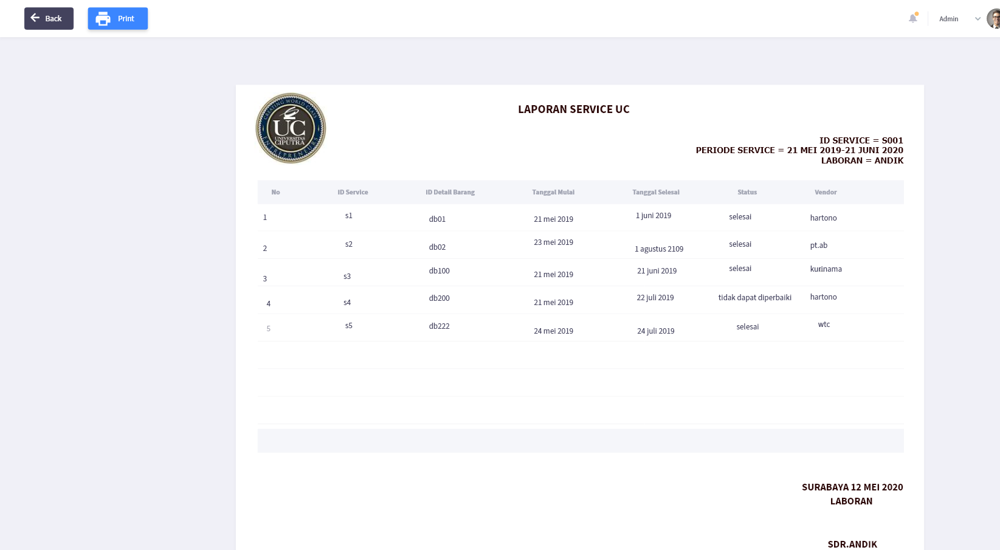 Back Print Admin
CREATING WORLD CLASS
UC
UNIVERSITAS
CIPUTRA
ENTREPRENEURS
LAPORAN SERVICE UC
ID SERVICE = S001
PERIODE SERVICE = 21 MEI 2019-21 JUNI 2020
LABORAN = ANDIK
No ID Service ID Detail Barang Tanggal Mulai Tanggal Selesai Status Vendor
1 s1 db01 21 mei 2019 1 juni 2019 selesai hartono
2 s2 db02 23 mei 2019 1 agustus 2109 selesai pt.ab
3 s3 db100 21 mei 2019 21 juni 2019 selesai kurinama
4 s4 db200 21 mei 2019 22 juli 2019 tidak dapat diperbaiki hartono
5 s5 db222 24 mei 2019 24 juli 2019 selesai wtc
SURABAYA 12 MEI 2020
LABORAN
SDR.ANDIK